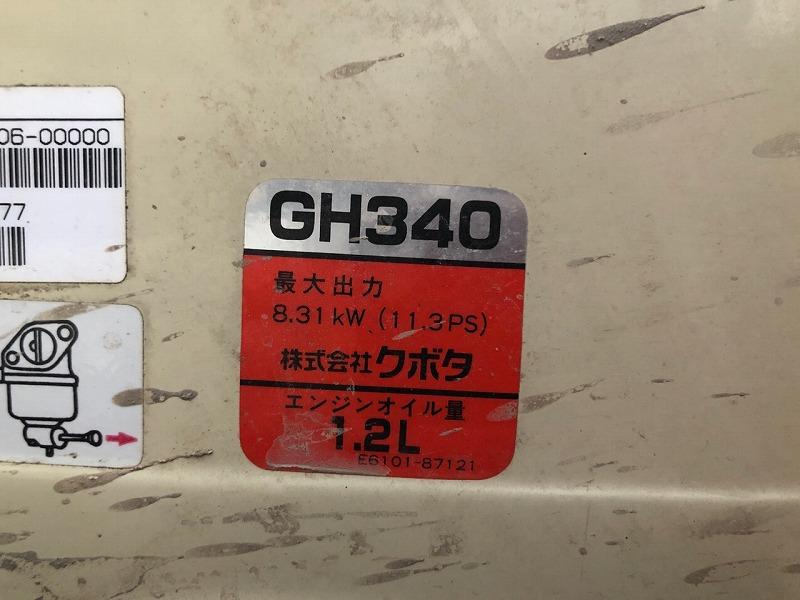 06-00000
77
GH340
最大出力
8.31kW (11.3PS)
株式会社クボタ
エンジンオイル量
1.2L
E6101-87121